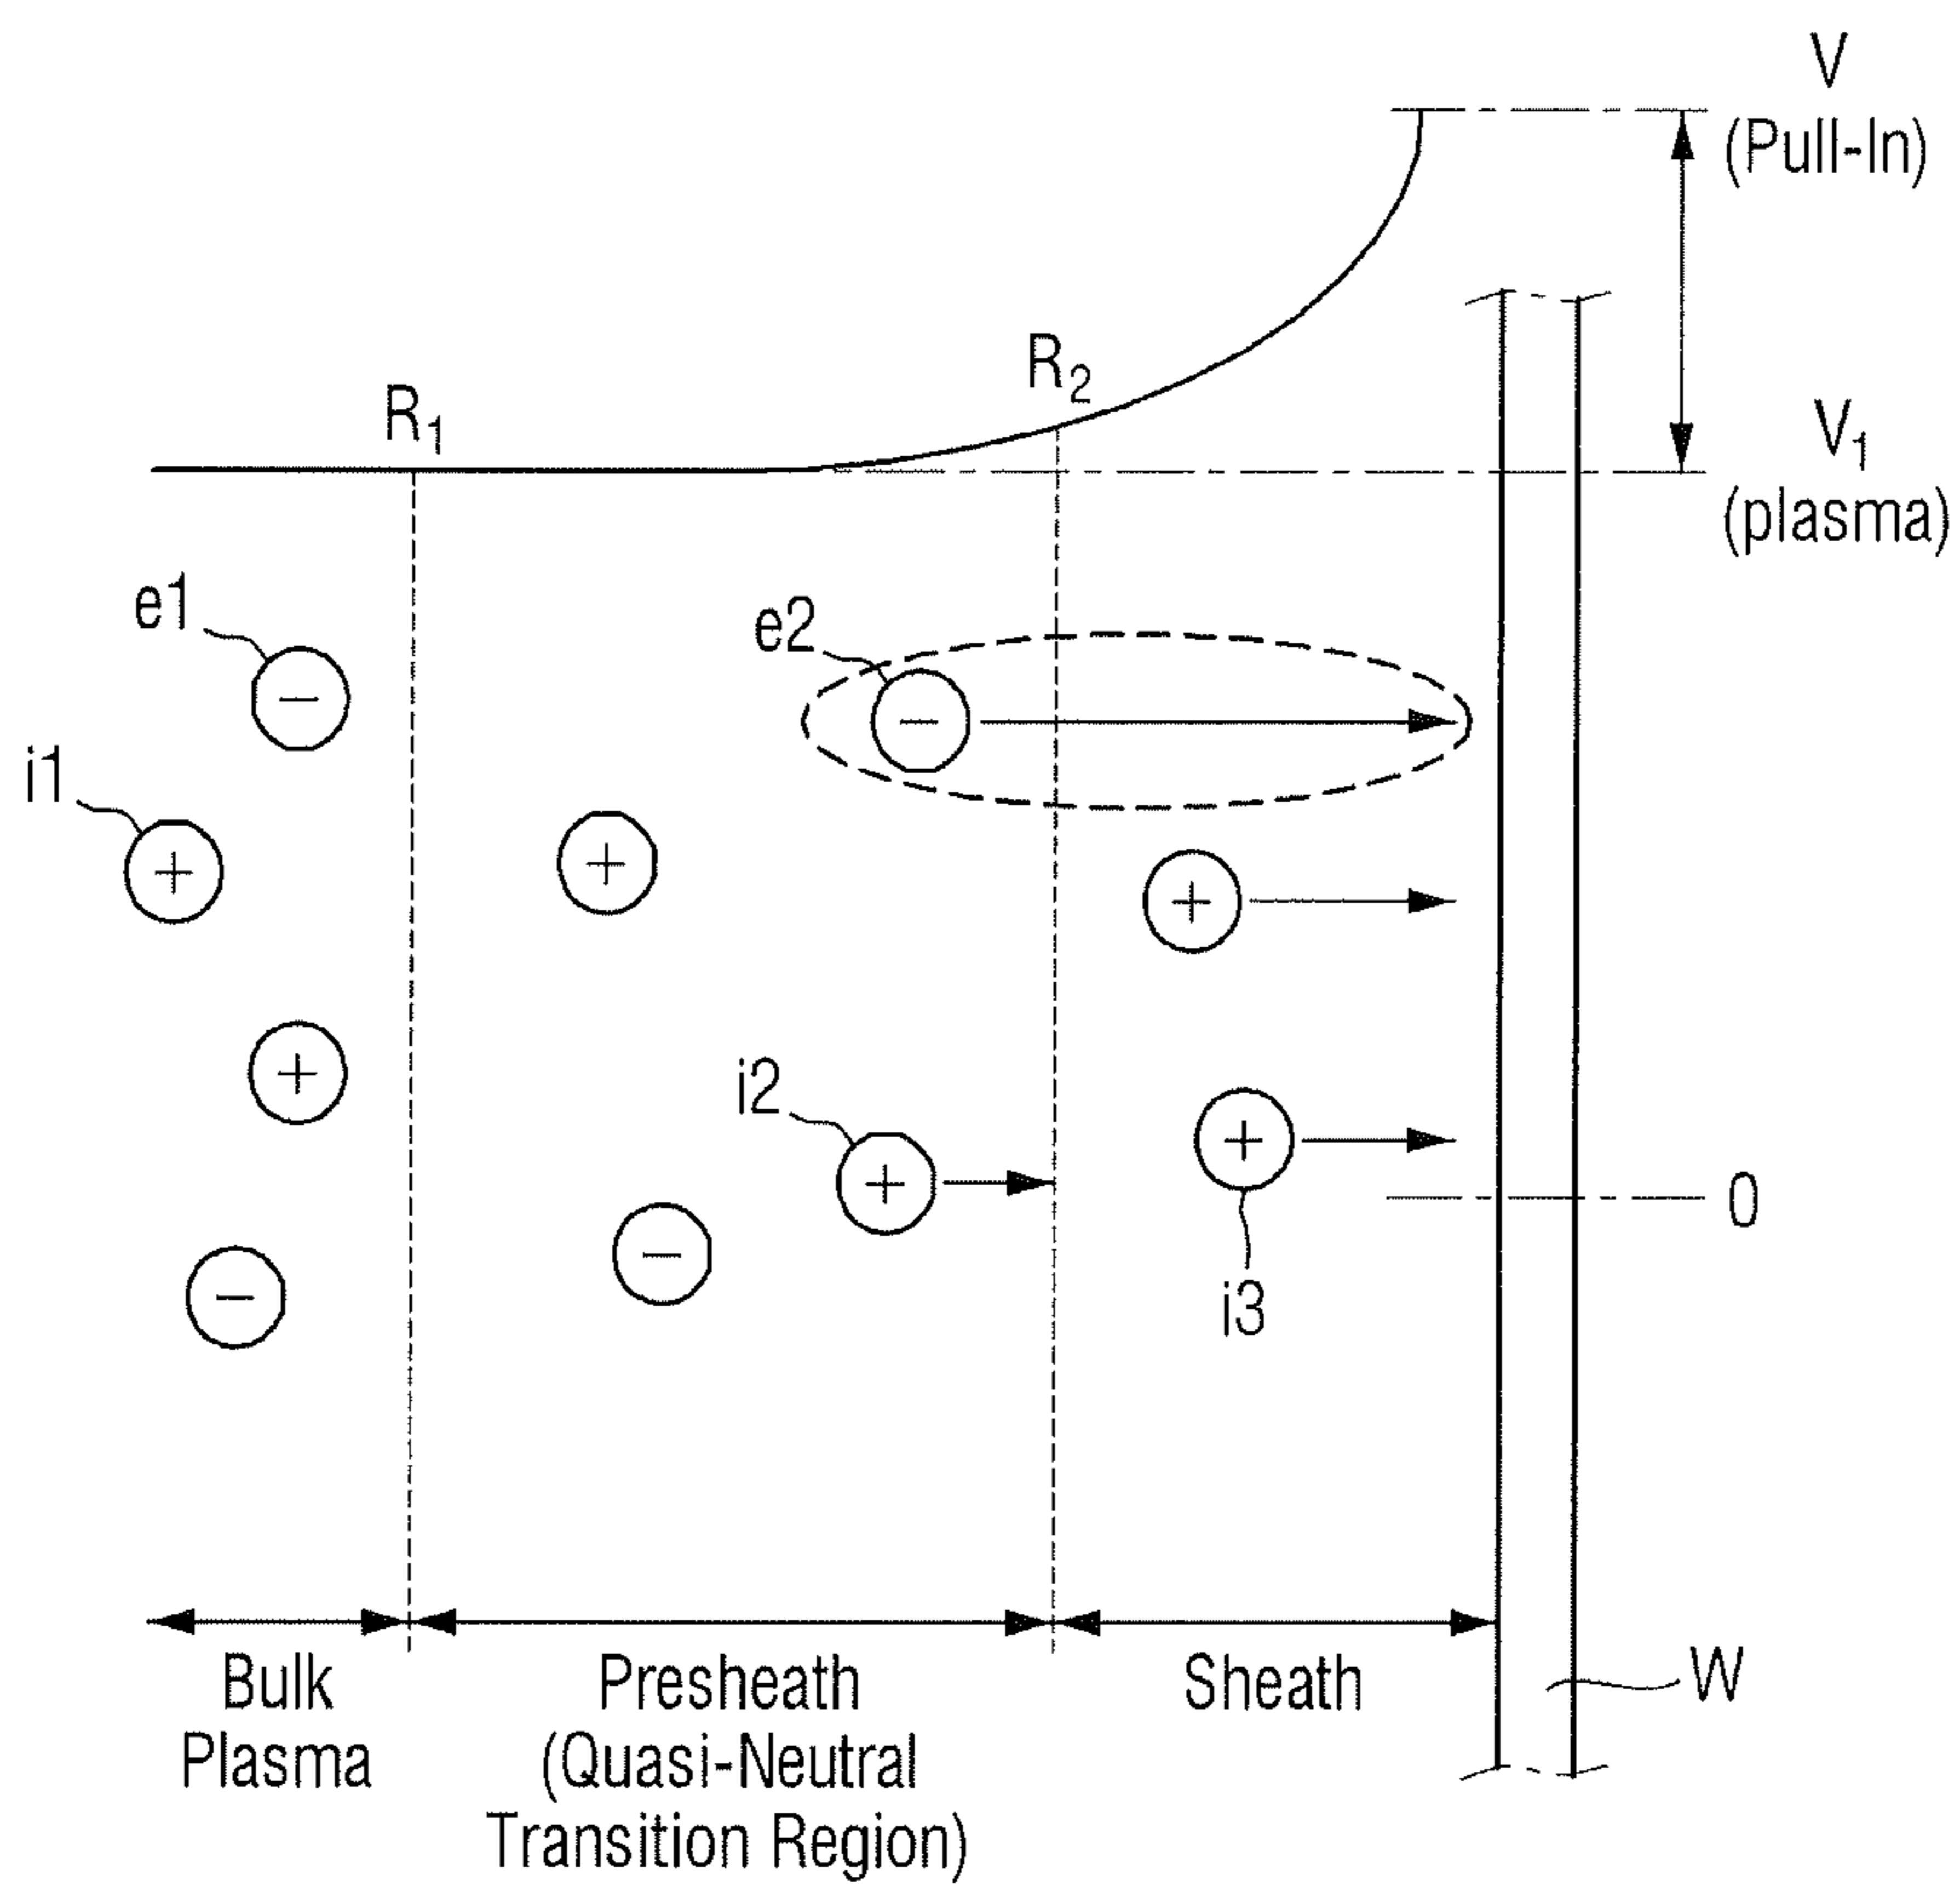 V
(Pull-In)
R₂
R₁
V₁
(plasma)
e1
e2
−
−
i1
+
+
+
+
i2
+
+
0
−
−
i3
Bulk
Plasma
Presheath
(Quasi-Neutral
Transition Region)
Sheath
W